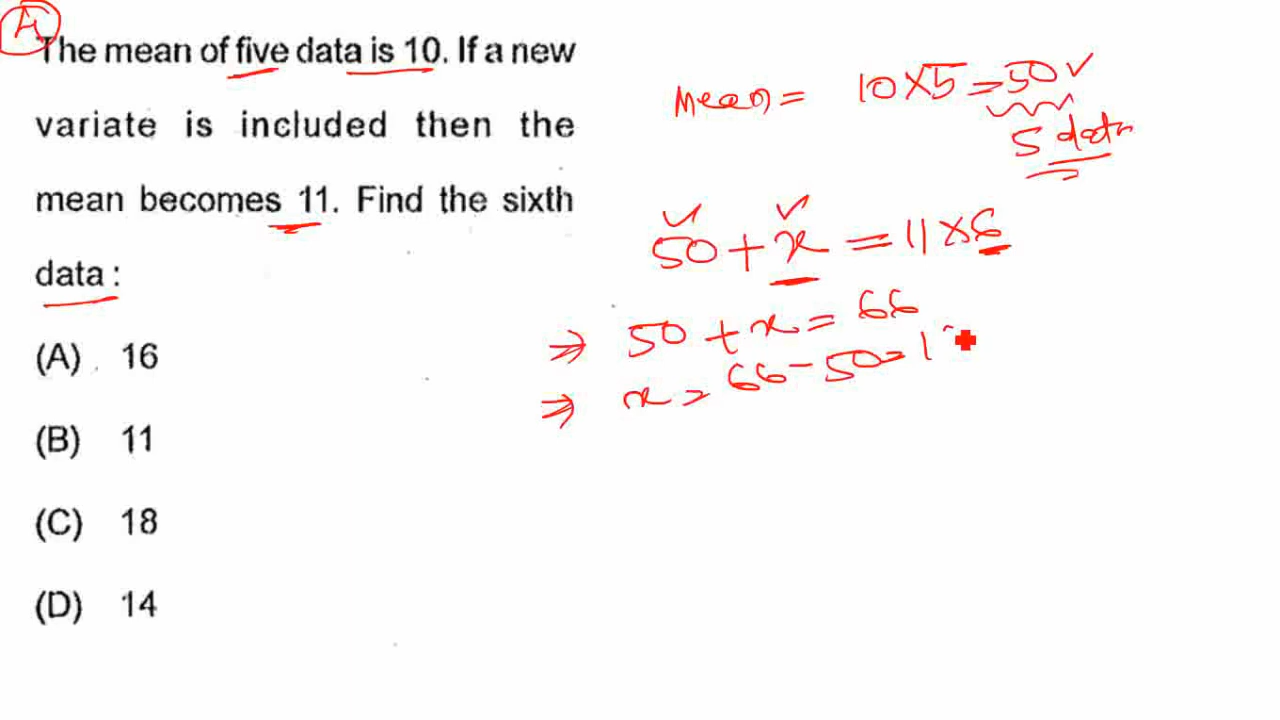 A
The mean of five data is 10. If a new
variate is included then the
mean becomes 11. Find the sixth
data :
(A) 16
(B) 11
(C) 18
(D) 14
Mean = 10 × 5 = 50 ✓
5 data
50 + x = 11 × 6
⇒ 50 + x = 66
⇒ x = 66 - 50 = 1